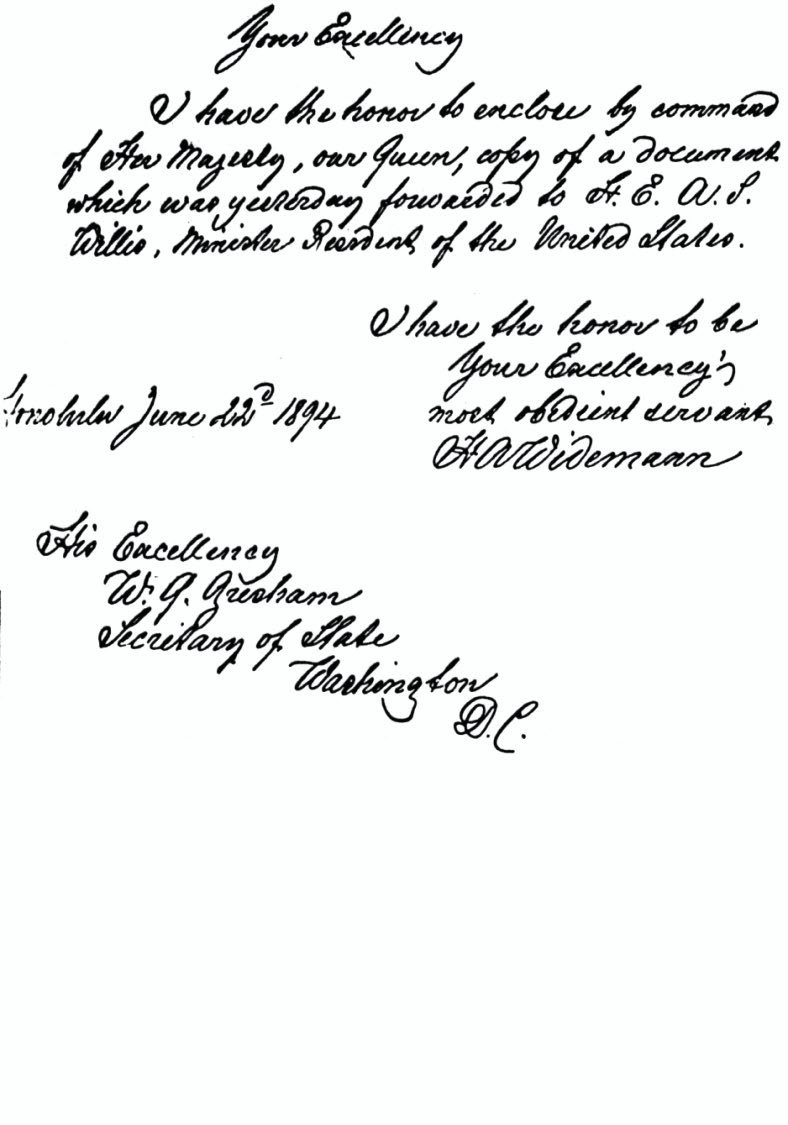 Your Excellency
I have the honor to enclose by command
of Her Majesty, our Queen, copy of a document
which was yesterday forwarded to H. E. A. S.
Willis, Minister Resident of the United States.
I have the honor to be
Your Excellency's
Honolulu June 22d 1894
most obedient servant
H A Widemann
His Excellency
W. Q. Gresham
Secretary of State
Washington
D. C.